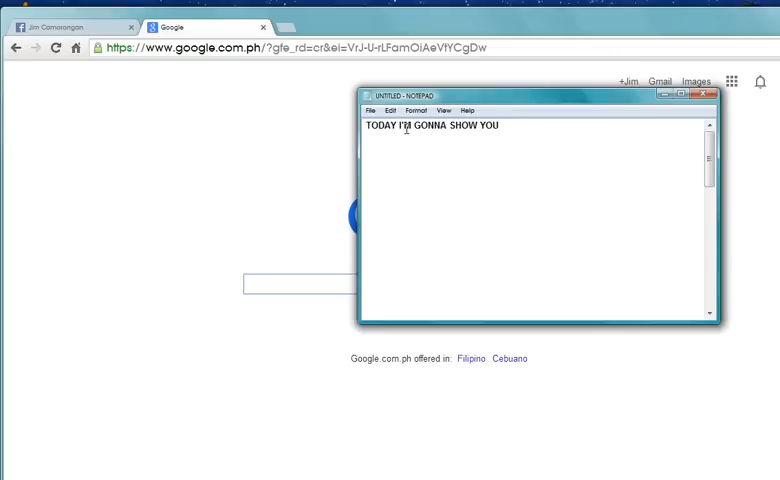 Jim Camarongan
Google
https://www.google.com.ph/?gfe_rd=cr&ei=VrJ-U-rLFamOiAeVtYCgDw
+Jim Gmail Images
UNTITLED - NOTEPAD
File Edit Format View Help
TODAY I'M GONNA SHOW YOU
Google.com.ph offered in: Filipino Cebuano